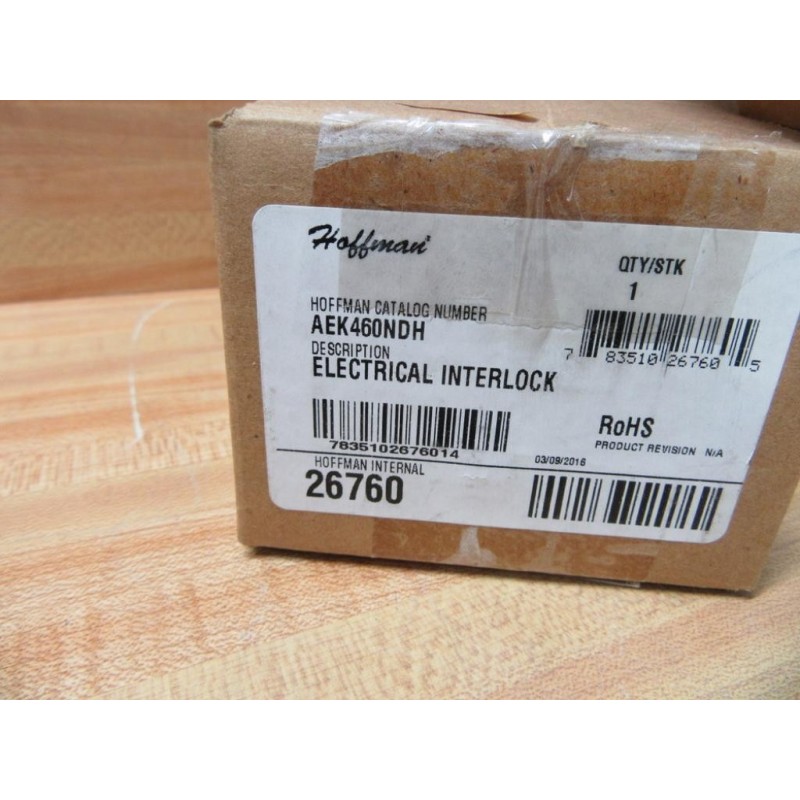 Hoffman
QTY/STK
1
HOFFMAN CATALOG NUMBER
AEK460NDH
DESCRIPTION
ELECTRICAL INTERLOCK
7 83510 26760 5
7835102676014
RoHS
PRODUCT REVISION N/A
HOFFMAN INTERNAL
03/09/2016
26760